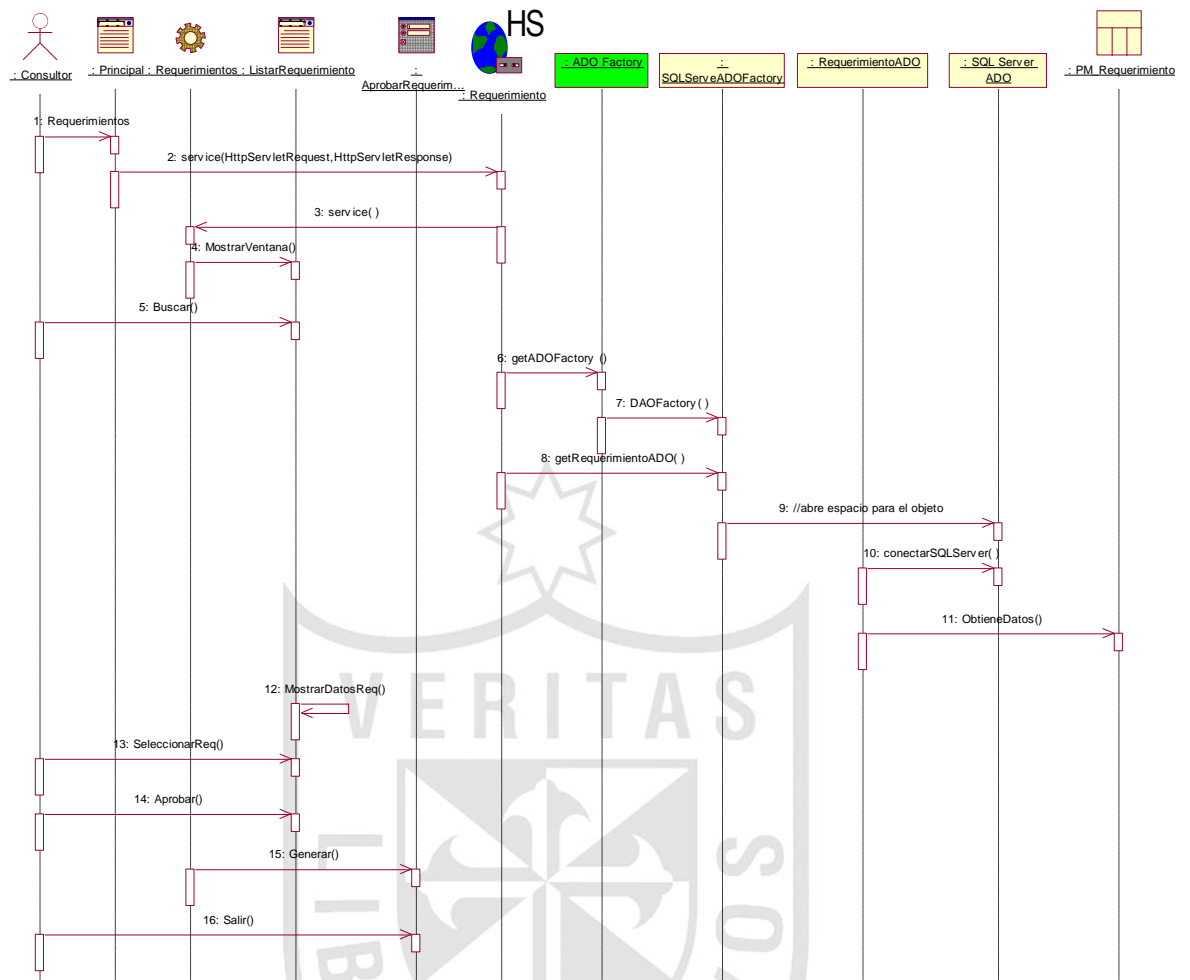 HS
: Consultor
: Principal
: Requerimientos
: ListarRequerimiento
:
AprobarRequerim...
: Requerimiento
: ADO Factory
:
SQLServeADOFactory
: RequerimientoADO
: SQL Server
ADO
: PM_Requerimiento
1: Requerimientos
2: service(HttpServletRequest,HttpServletResponse)
3: service( )
4: MostrarVentana()
5: Buscar()
6: getADOFactory ()
7: DAOFactory( )
8: getRequerimientoADO( )
9: //abre espacio para el objeto
10: conectarSQLServer( )
11: ObtieneDatos()
12: MostrarDatosReq()
13: SeleccionarReq()
14: Aprobar()
15: Generar()
16: Salir()
VERITAS
LIB
SOA